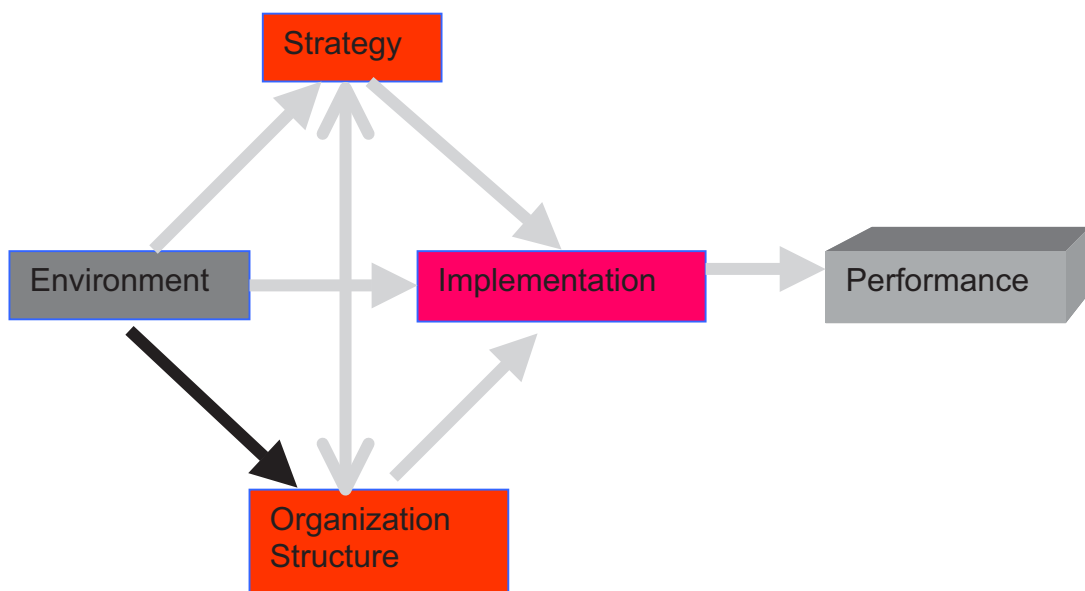 Strategy
Environment
Implementation
Performance
Organization
Structure